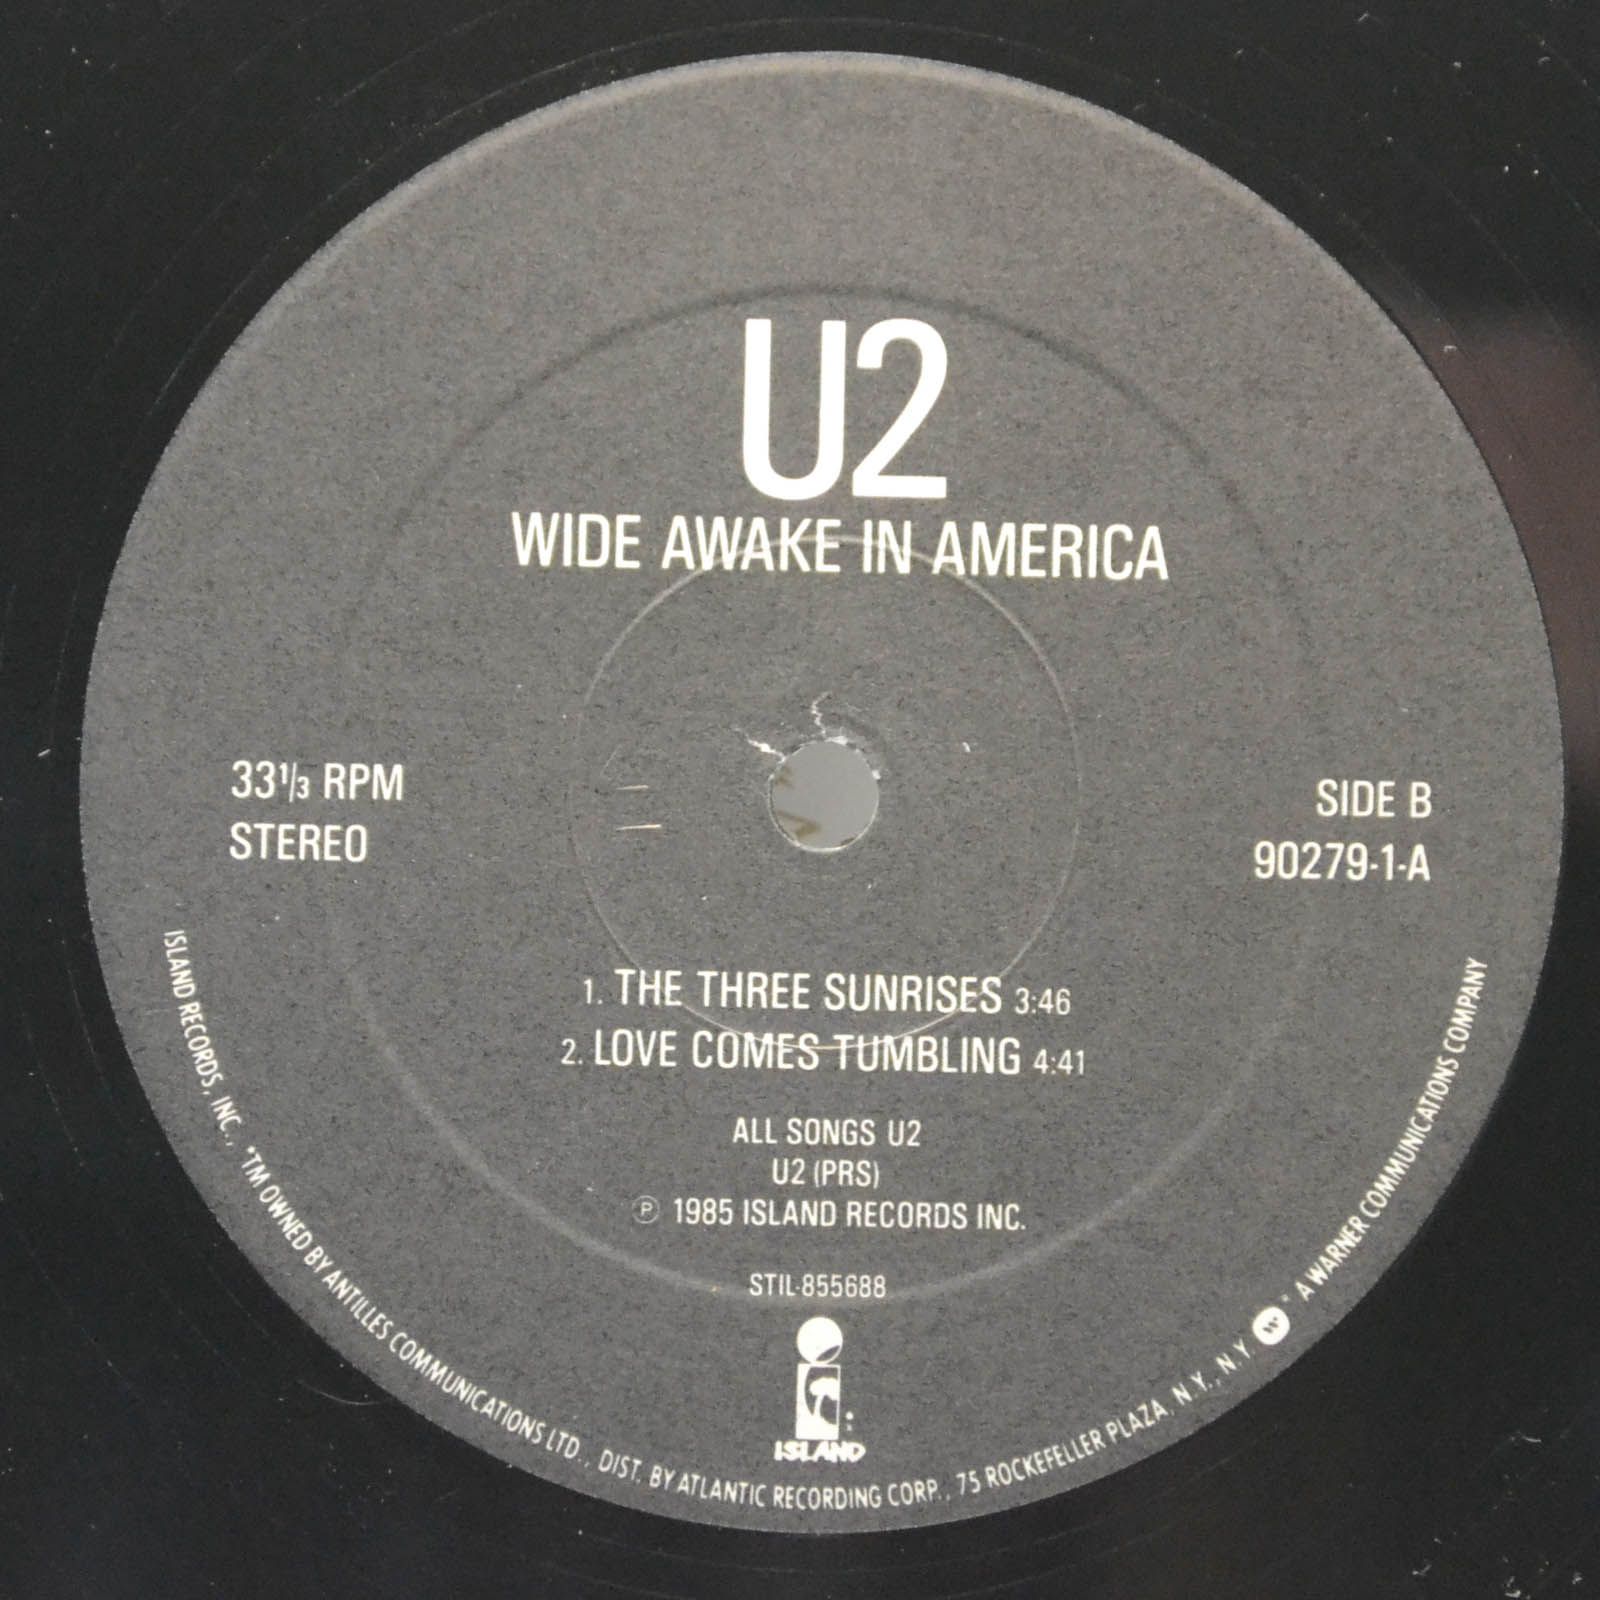 U2
WIDE AWAKE IN AMERICA
33⅓ RPM
STEREO
SIDE B
90279-1-A
1. THE THREE SUNRISES 3:46
2. LOVE COMES TUMBLING 4:41
ALL SONGS U2
U2 (PRS)
Ⓟ 1985 ISLAND RECORDS INC.
STIL-855688
ISLAND
ISLAND RECORDS, INC., *TM OWNED BY ANTILLES COMMUNICATIONS LTD., DIST. BY ATLANTIC RECORDING CORP., 75 ROCKEFELLER PLAZA, N.Y., N.Y. W * A WARNER COMMUNICATIONS COMPANY